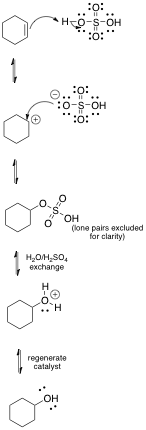 H O S OH
O
O
⊖ O
O S OH
O
⊕
O O
S
O OH
(lone pairs excluded
for clarity)
H₂O/H₂SO₄
exchange
H
O ⊕
H
regenerate
catalyst
OH